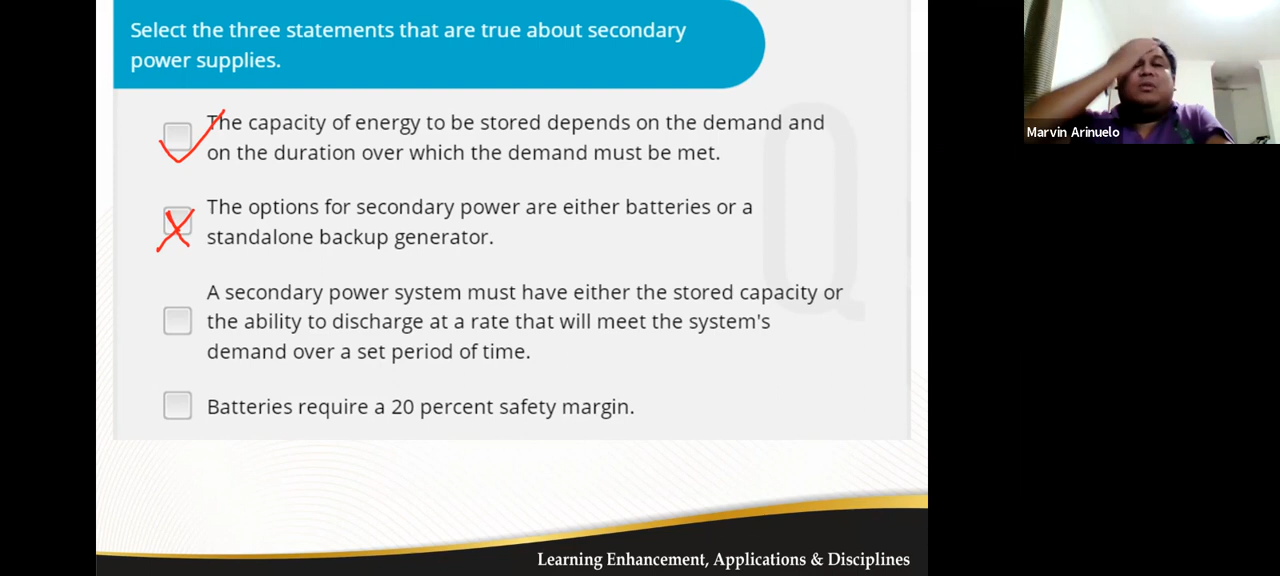 Select the three statements that are true about secondary
power supplies.
The capacity of energy to be stored depends on the demand and
on the duration over which the demand must be met.
The options for secondary power are either batteries or a
standalone backup generator.
A secondary power system must have either the stored capacity or
the ability to discharge at a rate that will meet the system's
demand over a set period of time.
Batteries require a 20 percent safety margin.
Q
Learning Enhancement, Applications & Disciplines
Marvin Arinuelo